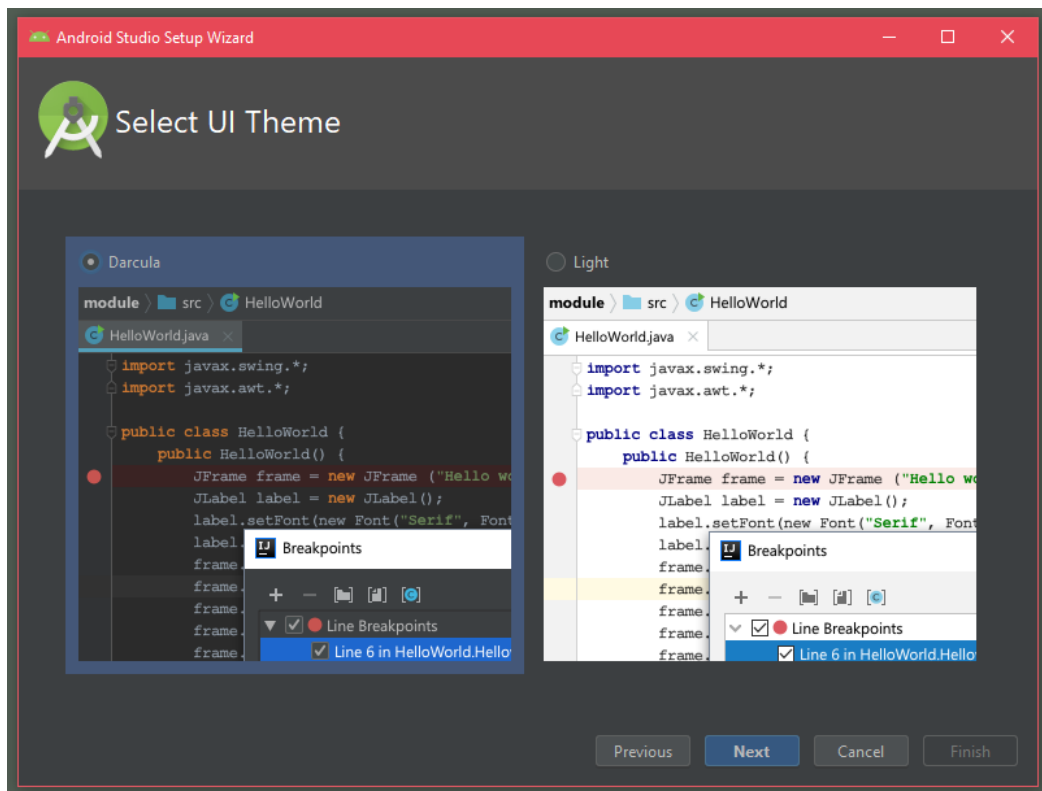 Android Studio Setup Wizard
Select UI Theme
Darcula
module src HelloWorld
HelloWorld.java
import javax.swing.*;
import javax.awt.*;
public class HelloWorld {
public HelloWorld() {
JFrame frame = new JFrame ("Hello wo
JLabel label = new JLabel();
label.setFont(new Font("Serif", Font
label.
frame.
frame.
frame.
frame.
frame.
IJ Breakpoints
Line Breakpoints
Line 6 in HelloWorld.Hello
Light
module src HelloWorld
HelloWorld.java
import javax.swing.*;
import javax.awt.*;
public class HelloWorld {
public HelloWorld() {
JFrame frame = new JFrame ("Hello wo
JLabel label = new JLabel();
label.setFont(new Font("Serif", Font
label.
frame.
frame.
frame.
frame.
frame.
IJ Breakpoints
Line Breakpoints
Line 6 in HelloWorld.Hello
Previous Next Cancel Finish